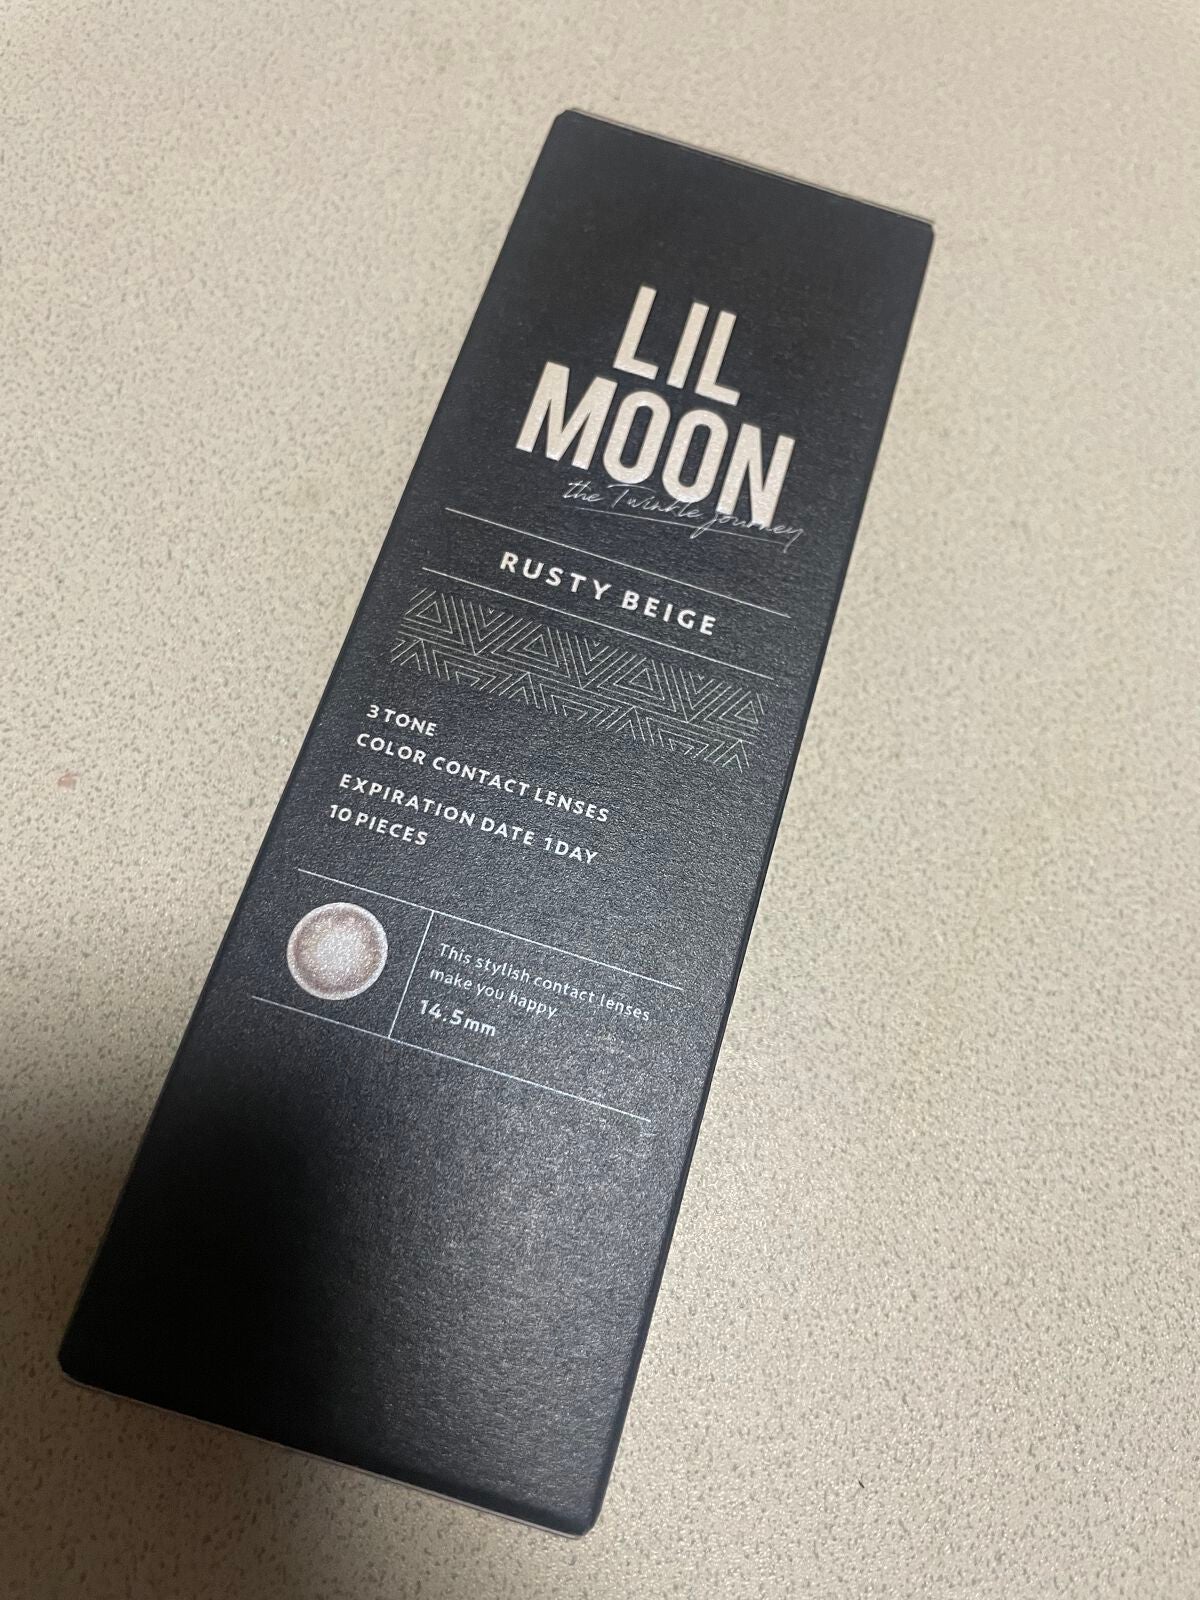 LIL
MOON
the Twinkle journey
RUSTY BEIGE
3 TONE
COLOR CONTACT LENSES
EXPIRATION DATE 1DAY
10 PIECES
This stylish contact lenses
make you happy
14.5mm